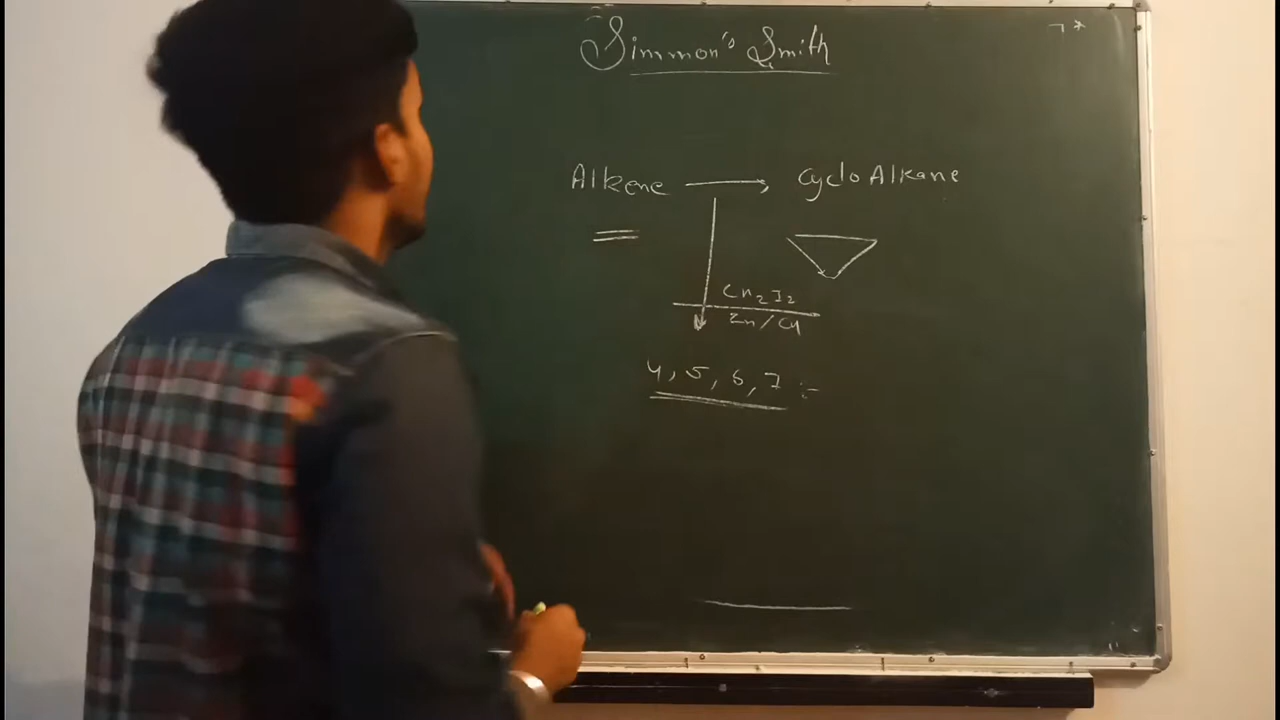 Simmon's Smith
Alkene → Cyclo Alkane
CH2I2
Zn/Cu
4, 5, 6, 7 :-